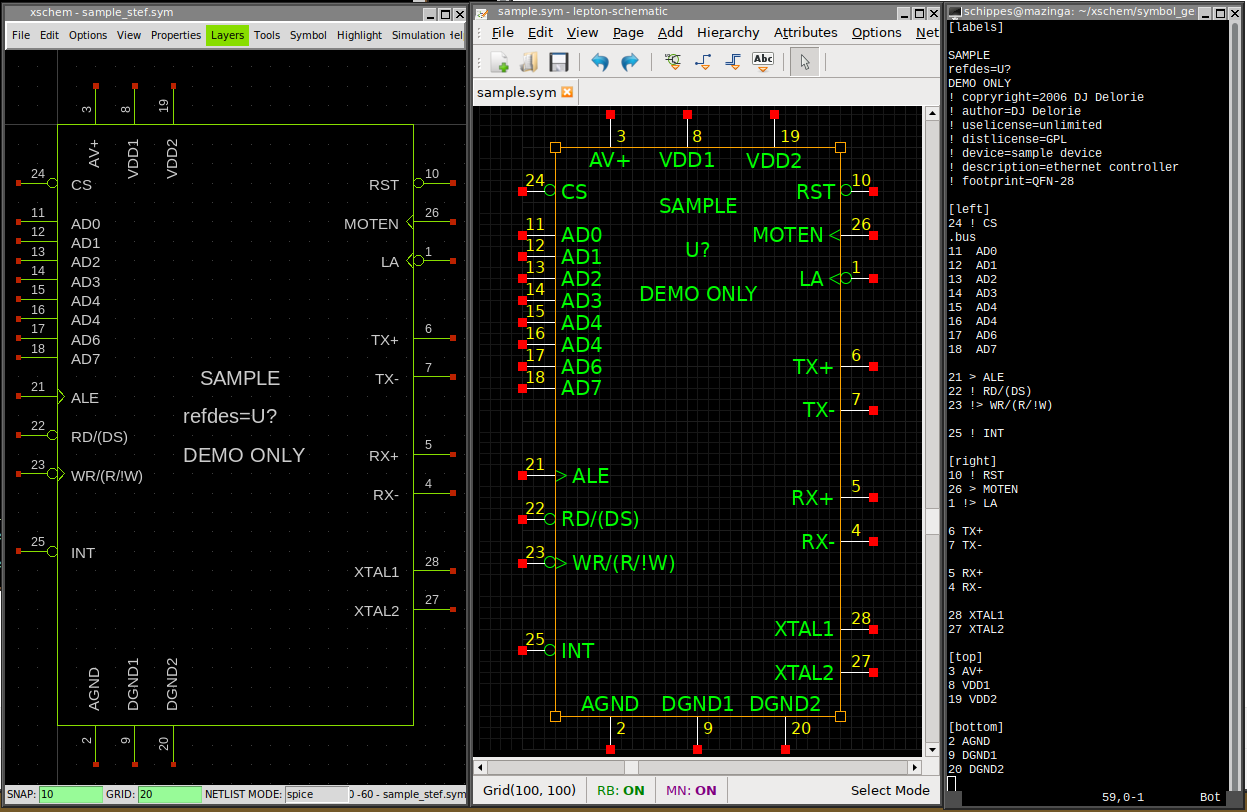 xschem - sample_stef.sym
File Edit Options View Properties Layers Tools Symbol Highlight Simulation
3 8 19
AV+ VDD1 VDD2
24 CS RST 10
11 AD0 MOTEN 26
12 AD1
13 AD2 LA 1
14 AD3
15 AD4
16 AD4
17 AD6 TX+ 6
18 AD7
TX- 7
21 ALE
SAMPLE
refdes=U?
DEMO ONLY
22 RD/(DS)
RX+ 5
23 WR/(R/!W)
RX- 4
25 INT
XTAL1 28
XTAL2 27
AGND DGND1 DGND2
2 9 20
SNAP: 10 GRID: 20 NETLIST MODE: spice 0 -60 - sample_stef.sym
sample.sym - lepton-schematic
File Edit View Page Add Hierarchy Attributes Options Net
Abc
sample.sym
3 8 19
AV+ VDD1 VDD2
24 CS RST 10
SAMPLE
11 AD0 MOTEN 26
12 AD1 U?
13 AD2 LA 1
14 AD3 DEMO ONLY
15 AD4
16 AD4
17 AD6 TX+ 6
18 AD7
TX- 7
21 ALE
RX+ 5
22 RD/(DS)
RX- 4
23 WR/(R/!W)
XTAL1 28
25 INT
XTAL2 27
AGND DGND1 DGND2
2 9 20
Grid(100, 100) RB: ON MN: ON Select Mode
schippes@mazinga: ~/xschem/symbol_ge
[labels]
SAMPLE
refdes=U?
DEMO ONLY
! copryright=2006 DJ Delorie
! author=DJ Delorie
! uselicense=unlimited
! distlicense=GPL
! device=sample device
! description=ethernet controller
! footprint=QFN-28
[left]
24 ! CS
.bus
11 AD0
12 AD1
13 AD2
14 AD3
15 AD4
16 AD4
17 AD6
18 AD7
21 > ALE
22 ! RD/(DS)
23 !> WR/(R/!W)
25 ! INT
[right]
10 ! RST
26 > MOTEN
1 !> LA
6 TX+
7 TX-
5 RX+
4 RX-
28 XTAL1
27 XTAL2
[top]
3 AV+
8 VDD1
19 VDD2
[bottom]
2 AGND
9 DGND1
20 DGND2
59,0-1 Bot